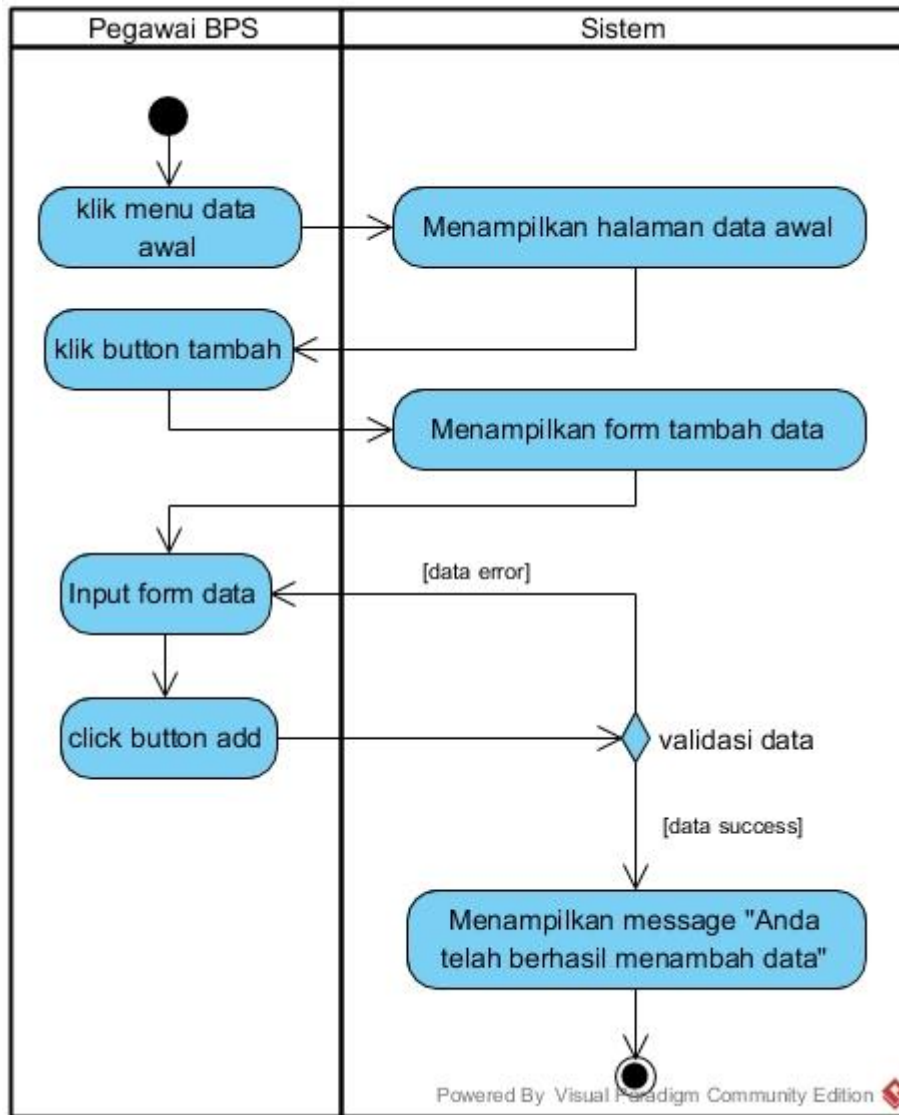 Pegawai BPS
Sistem
klik menu data
awal
Menampilkan halaman data awal
klik button tambah
Menampilkan form tambah data
Input form data
[data error]
click button add
validasi data
[data success]
Menampilkan message "Anda
telah berhasil menambah data"
Powered By Visual Paradigm Community Edition